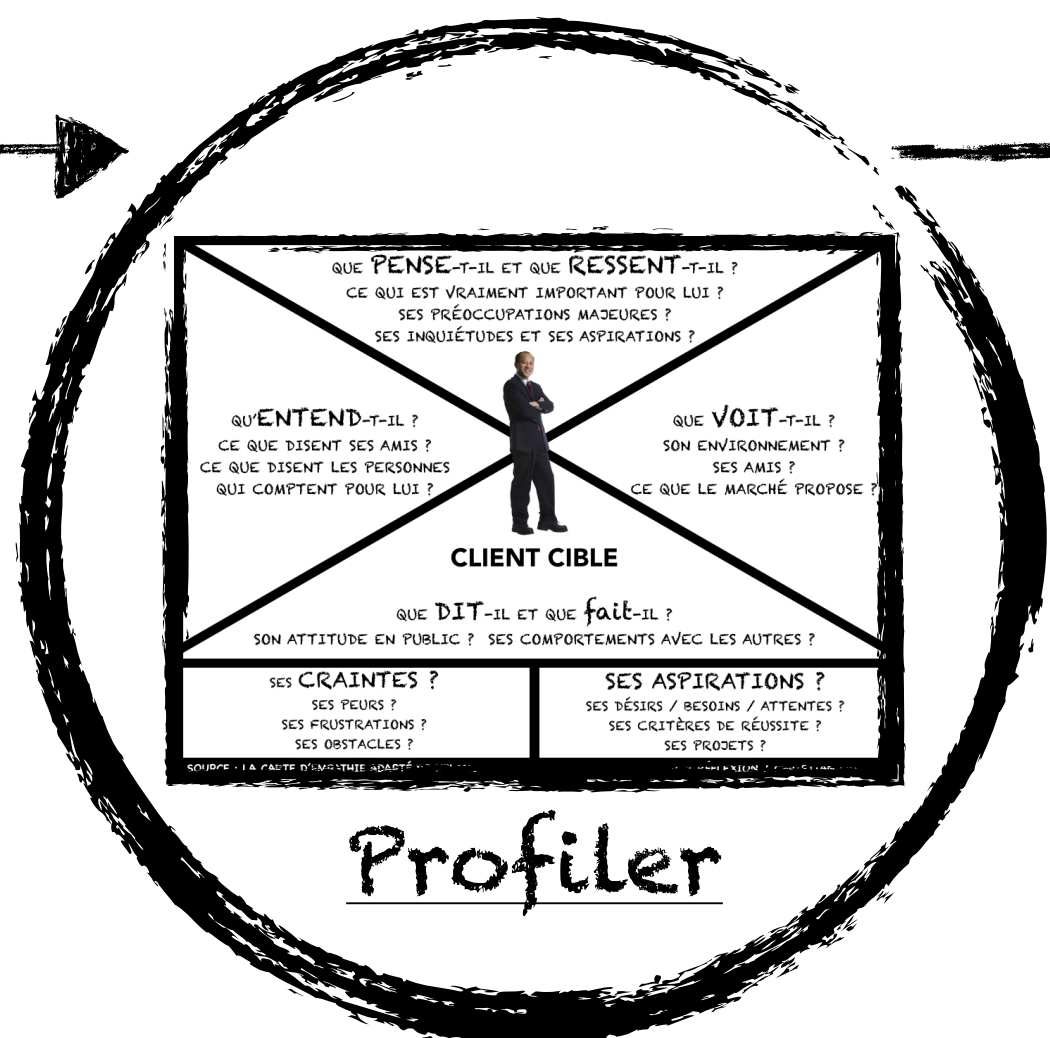 QUE PENSE-T-IL ET QUE RESSENT-T-IL ?
CE QUI EST VRAIMENT IMPORTANT POUR LUI ?
SES PRÉOCCUPATIONS MAJEURES ?
SES INQUIÉTUDES ET SES ASPIRATIONS ?
QU'ENTEND-T-IL ?
CE QUE DISENT SES AMIS ?
CE QUE DISENT LES PERSONNES
QUI COMPTENT POUR LUI ?
QUE VOIT-T-IL ?
SON ENVIRONNEMENT ?
SES AMIS ?
CE QUE LE MARCHÉ PROPOSE ?
CLIENT CIBLE
QUE DIT-IL ET QUE fait-IL ?
SON ATTITUDE EN PUBLIC ? SES COMPORTEMENTS AVEC LES AUTRES ?
SES CRAINTES ?
SES PEURS ?
SES FRUSTRATIONS ?
SES OBSTACLES ?
SES ASPIRATIONS ?
SES DÉSIRS / BESOINS / ATTENTES ?
SES CRITÈRES DE RÉUSSITE ?
SES PROJETS ?
SOURCE : LA CARTE D'EMPATHIE ADAPTÉ
Profiler